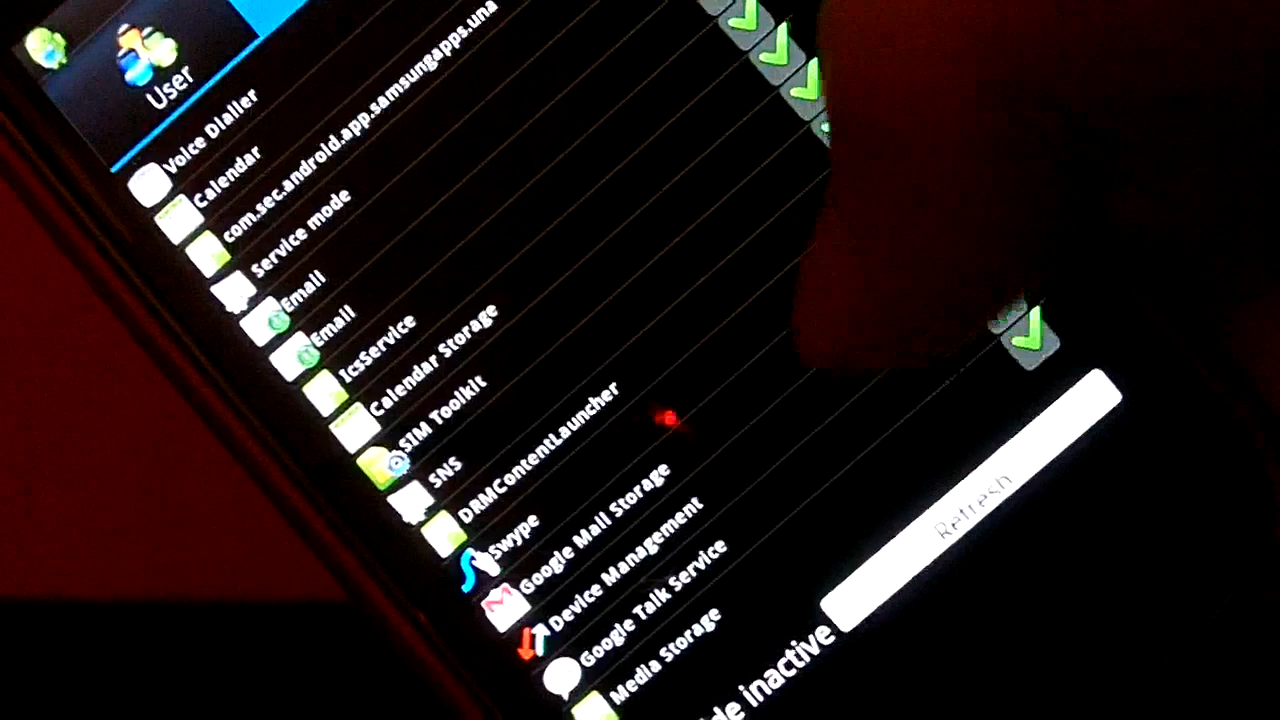 User
Voice Dialler
Calendar
com.sec.android.app.samsungapps.una
Service mode
Email
Email
IcsService
Calendar Storage
SIM Toolkit
SNS
DRMContentLauncher
Swype
Google Mail Storage
Device Management
Google Talk Service
Media Storage
inactive
Refresh